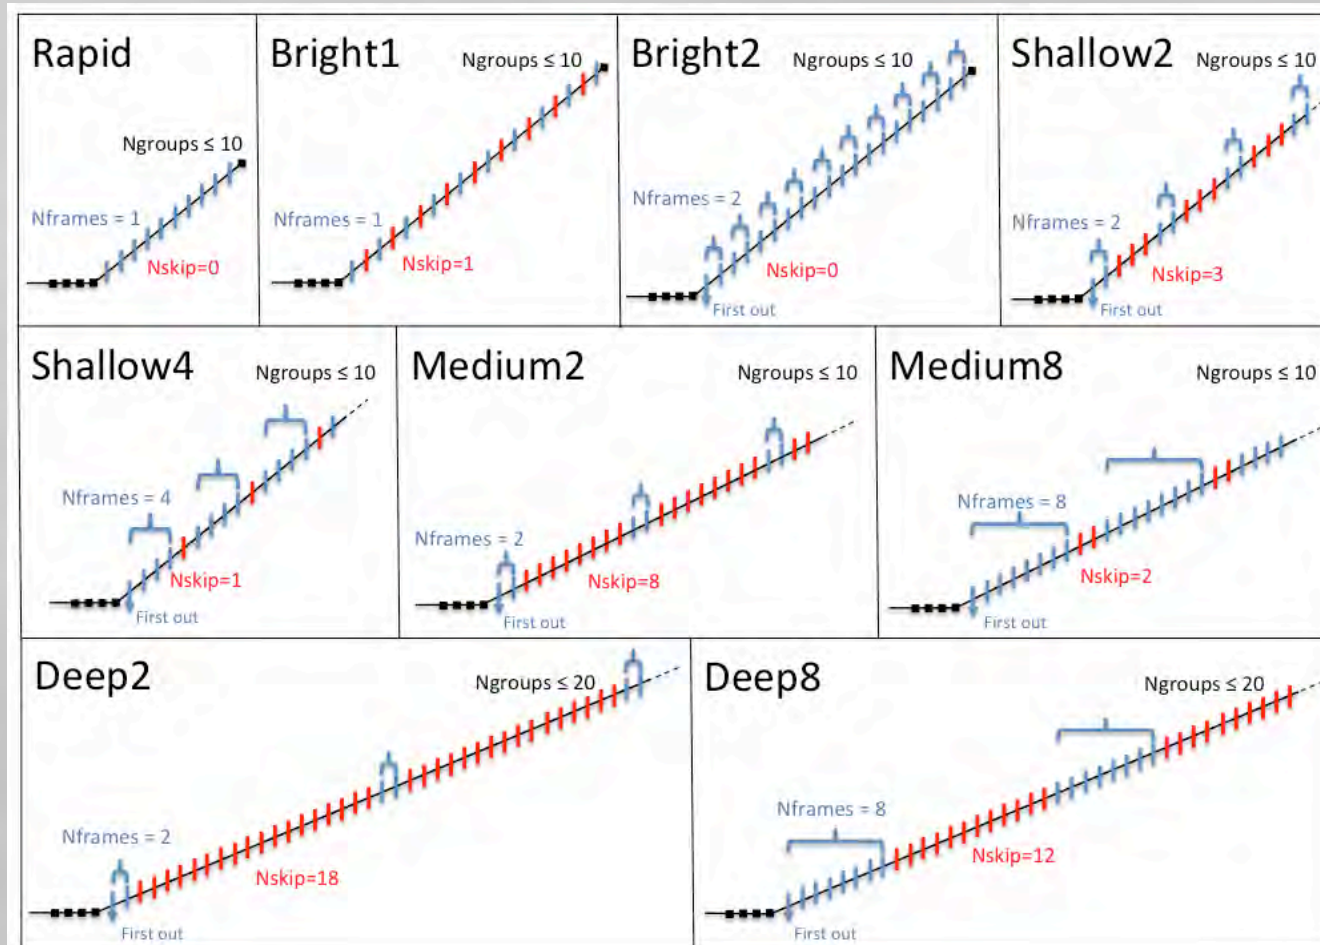 Rapid
Ngroups ≤ 10
Nframes = 1
Nskip=0
Bright1
Ngroups ≤ 10
Nframes = 1
Nskip=1
Bright2
Ngroups ≤ 10
Nframes = 2
Nskip=0
First out
Shallow2
Ngroups ≤ 10
Nframes = 2
Nskip=3
First out
Shallow4
Ngroups ≤ 10
Nframes = 4
Nskip=1
First out
Medium2
Ngroups ≤ 10
Nframes = 2
Nskip=8
First out
Medium8
Ngroups ≤ 10
Nframes = 8
Nskip=2
First out
Deep2
Ngroups ≤ 20
Nframes = 2
Nskip=18
First out
Deep8
Ngroups ≤ 20
Nframes = 8
Nskip=12
First out